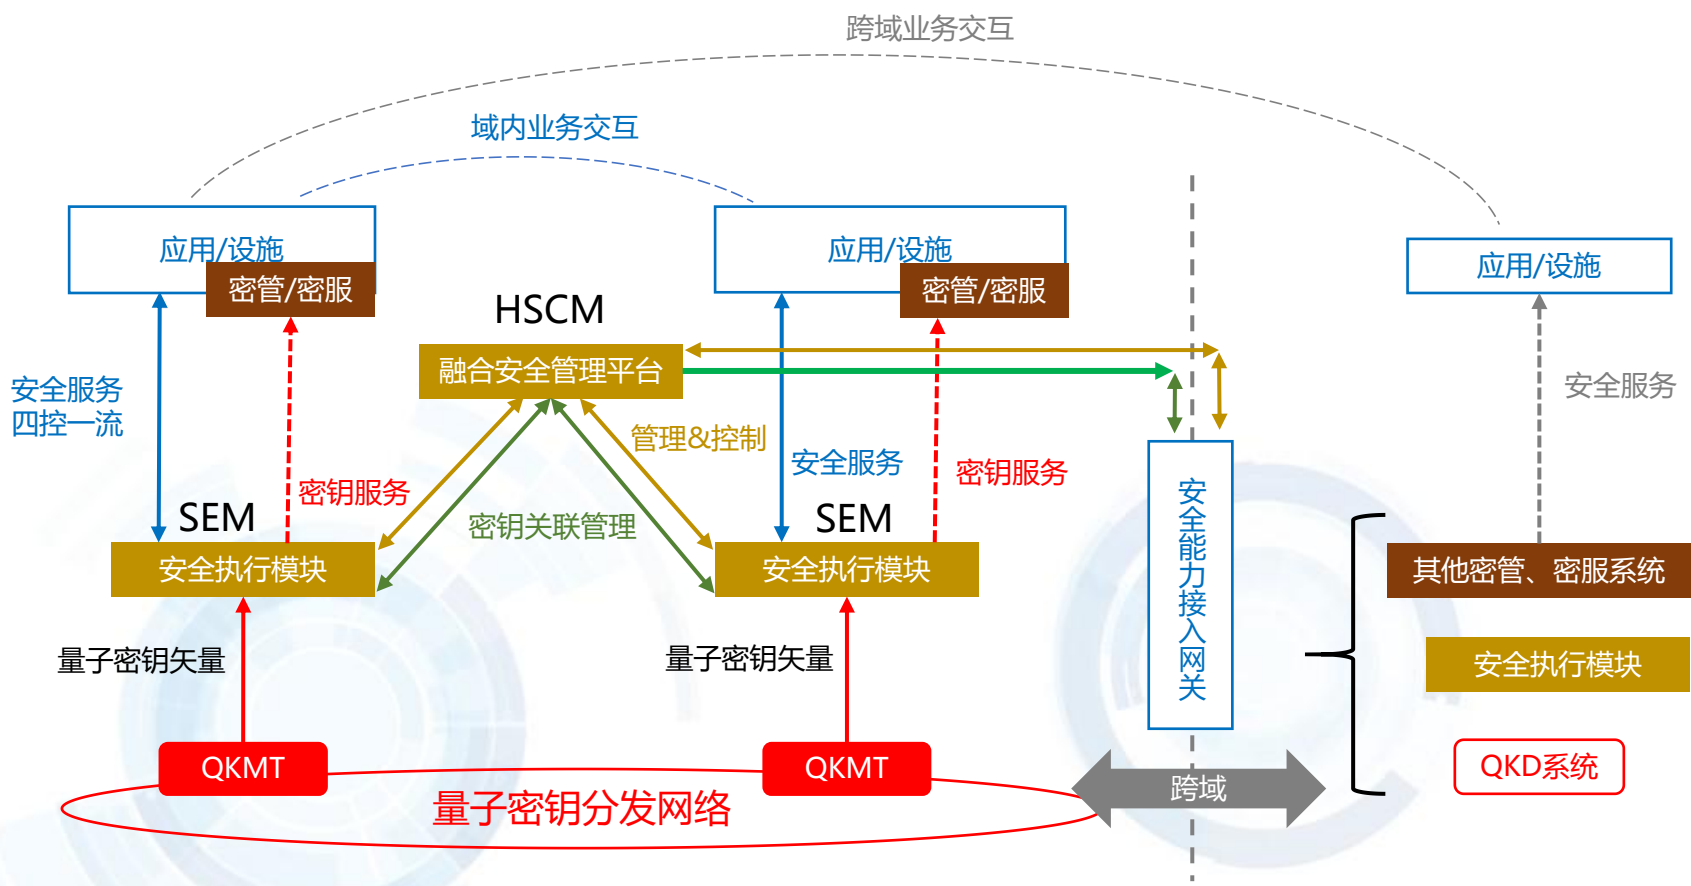 跨域业务交互
域内业务交互
应用/设施
密管/密服
应用/设施
密管/密服
应用/设施
HSCM
融合安全管理平台
安全服务
四控一流
管理&控制
安全服务
密钥服务
安全服务
密钥服务
密钥关联管理
SEM
SEM
安全执行模块
安全执行模块
安全能力接入网关
其他密管、密服系统
安全执行模块
量子密钥矢量
量子密钥矢量
QKMT
QKMT
QKD系统
跨域
量子密钥分发网络